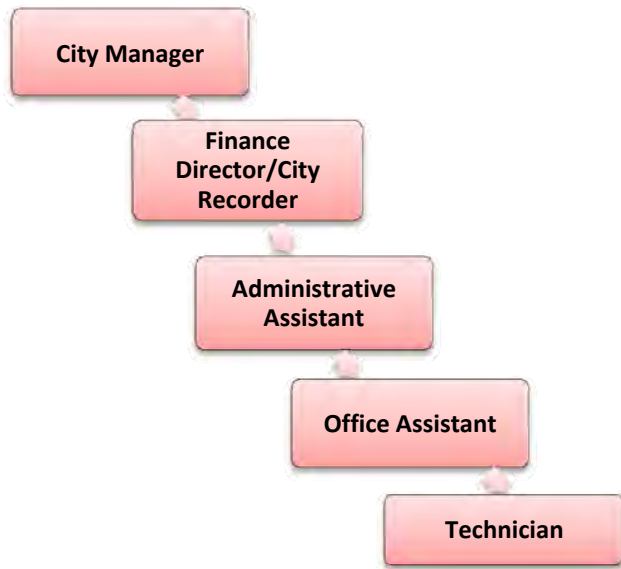 City Manager
Finance
Director/City
Recorder
Administrative
Assistant
Office Assistant
Technician